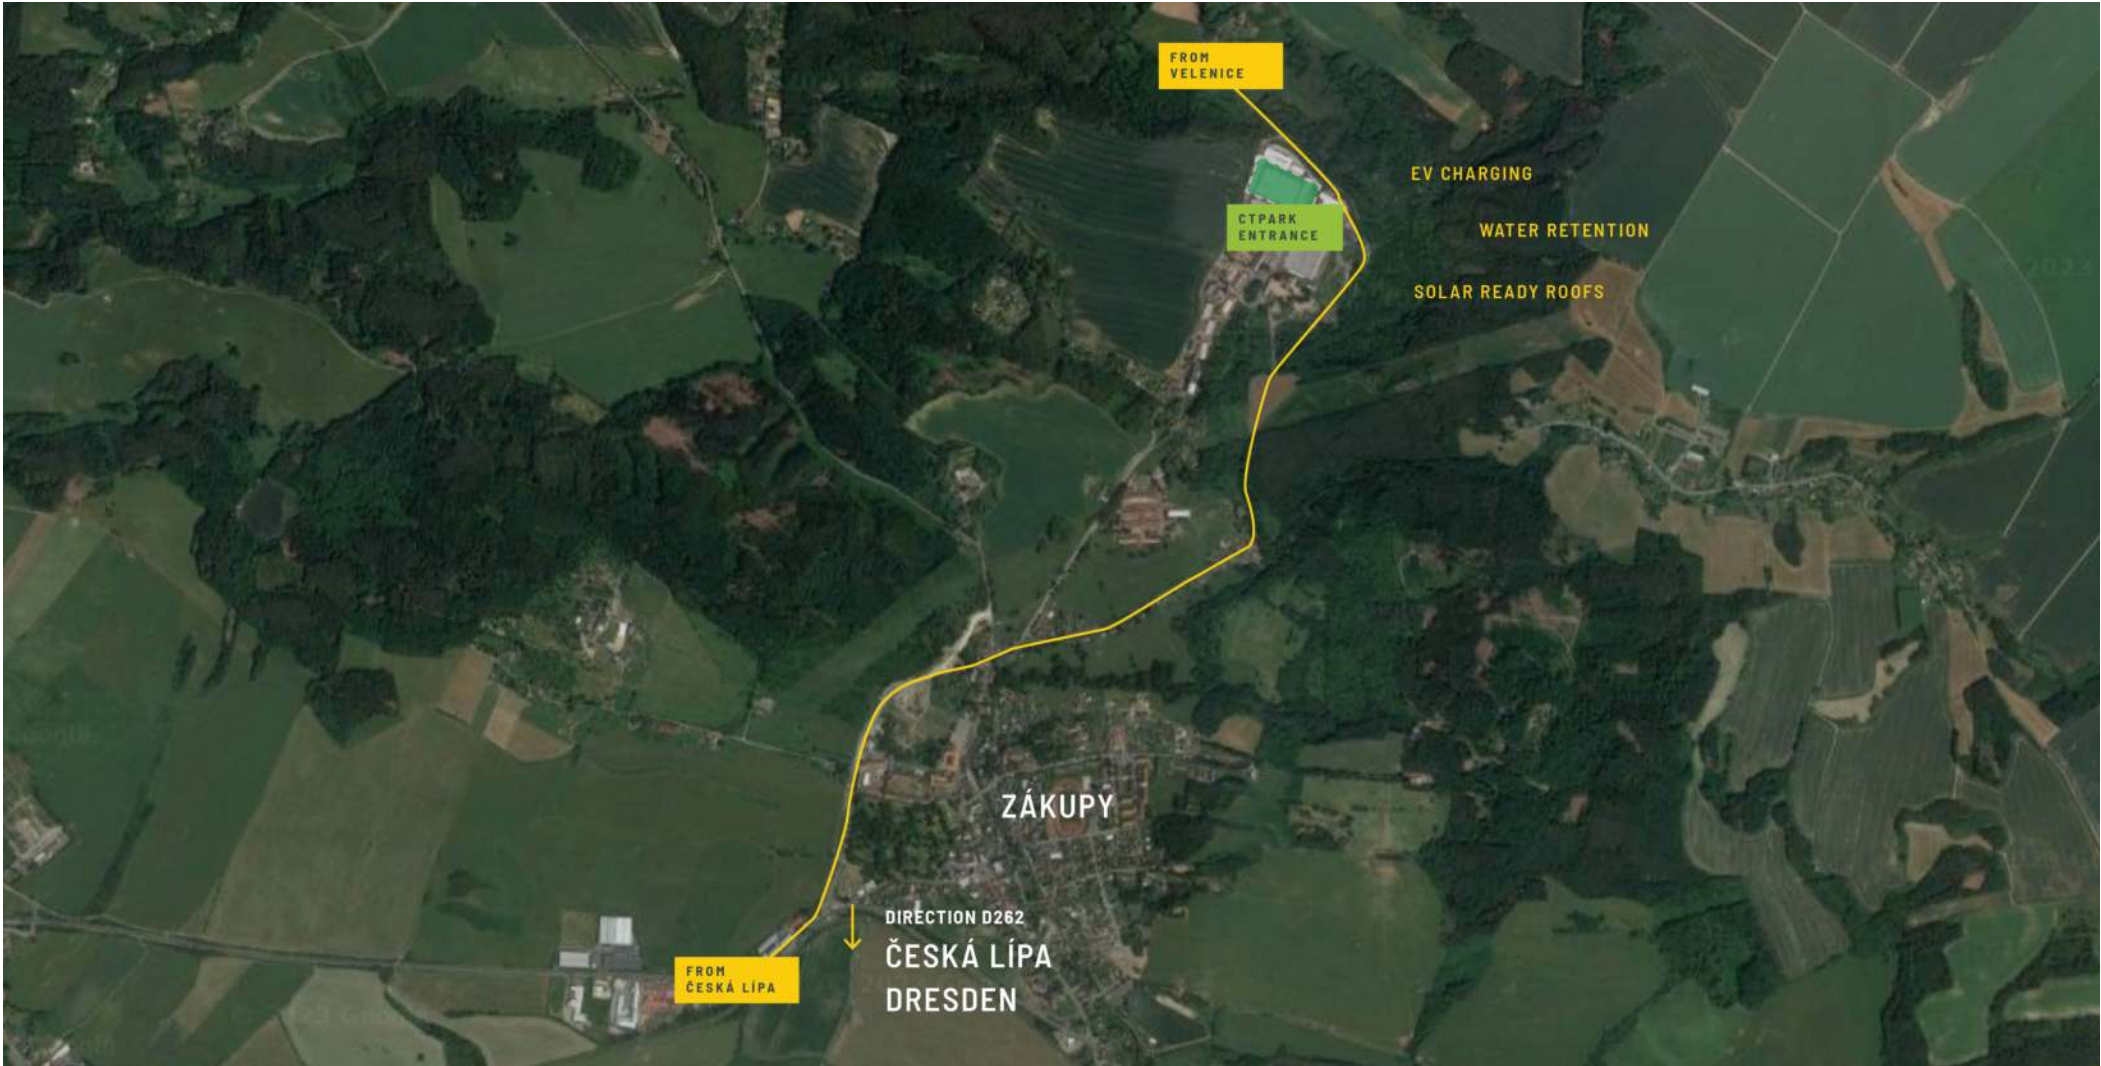 FROM
VELENICE
EV CHARGING
CTPARK
ENTRANCE
WATER RETENTION
2023
SOLAR READY ROOFS
ZÁKUPY
DIRECTION D262
ČESKÁ LÍPA
DRESDEN
FROM
ČESKÁ LÍPA